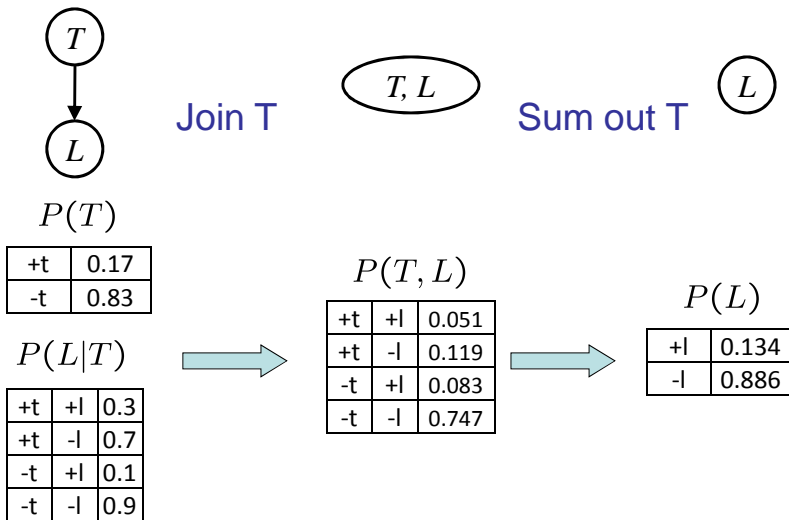 T
L
Join T
T, L
Sum out T
L
P(T)
+t 0.17
-t 0.83
P(L|T)
+t +l 0.3
+t -l 0.7
-t +l 0.1
-t -l 0.9
P(T, L)
+t +l 0.051
+t -l 0.119
-t +l 0.083
-t -l 0.747
P(L)
+l 0.134
-l 0.886